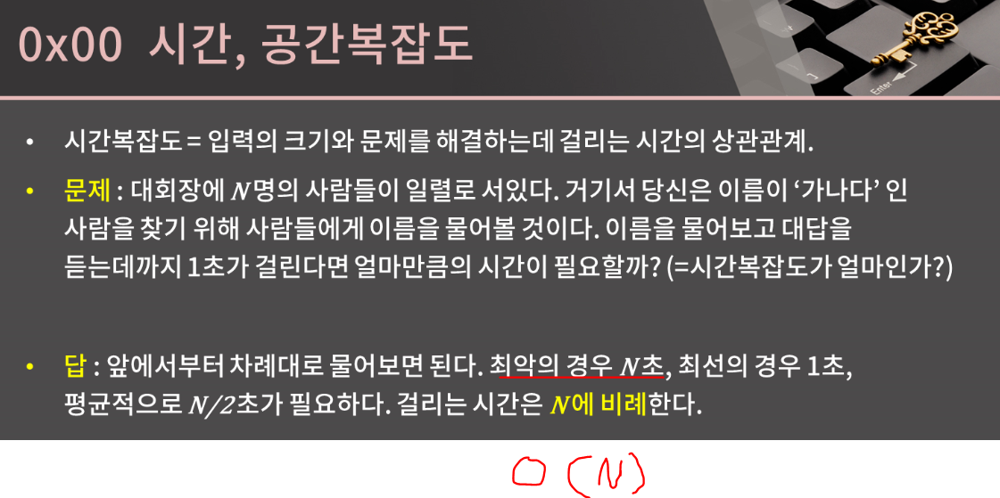 0x00 시간, 공간복잡도
Enter
• 시간복잡도 = 입력의 크기와 문제를 해결하는데 걸리는 시간의 상관관계.
• 문제 : 대회장에 N명의 사람들이 일렬로 서있다. 거기서 당신은 이름이 ‘가나다’ 인
사람을 찾기 위해 사람들에게 이름을 물어볼 것이다. 이름을 물어보고 대답을
듣는데까지 1초가 걸린다면 얼마만큼의 시간이 필요할까? (=시간복잡도가 얼마인가?)
• 답 : 앞에서부터 차례대로 물어보면 된다. 최악의 경우 N초, 최선의 경우 1초,
평균적으로 N/2초가 필요하다. 걸리는 시간은 N에 비례한다.
O (N)